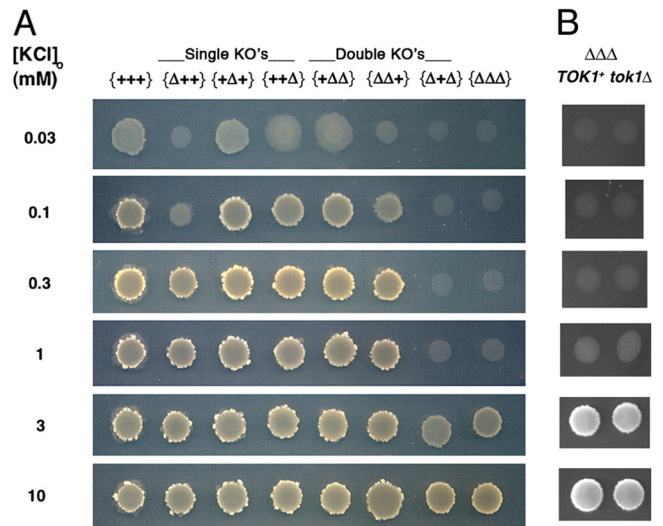 A
B
[KCl]o
(mM)
___Single KO's___ ___Double KO's___
{+++} {Δ++} {+Δ+} {++Δ} {+ΔΔ} {ΔΔ+} {Δ+Δ} {ΔΔΔ}
ΔΔΔ
TOK1+ tok1Δ
0.03
0.1
0.3
1
3
10